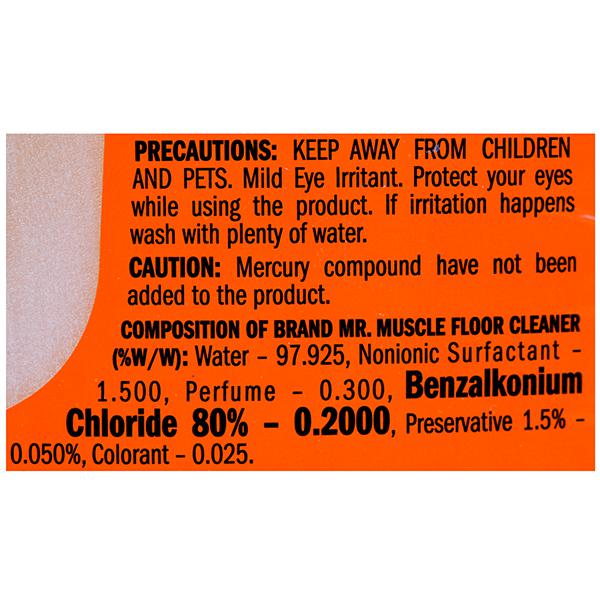 PRECAUTIONS: KEEP AWAY FROM CHILDREN
AND PETS. Mild Eye Irritant. Protect your eyes
while using the product. If irritation happens
wash with plenty of water.
CAUTION: Mercury compound have not been
added to the product.
COMPOSITION OF BRAND MR. MUSCLE FLOOR CLEANER
(%W/W): Water – 97.925, Nonionic Surfactant –
1.500, Perfume – 0.300, Benzalkonium
Chloride 80% – 0.2000, Preservative 1.5% –
0.050%, Colorant – 0.025.